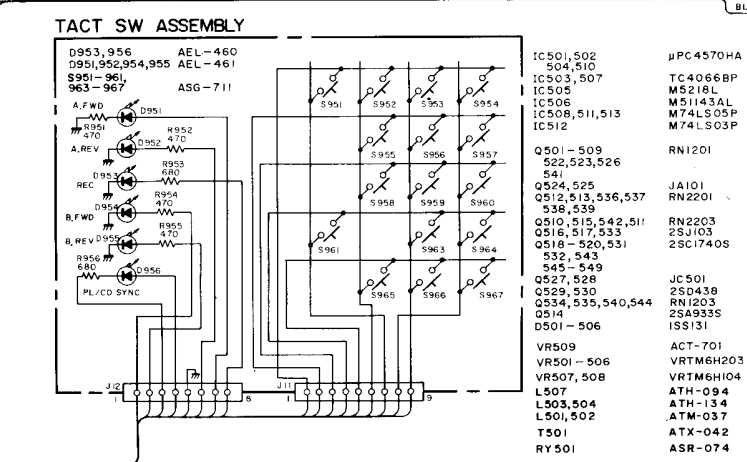 BL
TACT SW ASSEMBLY
D953,956 AEL-460
D951,952,954,955 AEL-461
S951-961,
963-967 ASG-711
A,FWD
D951
R951
470
R952
470
A,REV
D952
R953
680
REC
D953
R954
470
B,FWD
D954
R955
470
B,REV
D955
R956
680
D956
PL/CD SYNC
S951 S952 S953 S954
S955 S956 S957
S958 S959 S960
S961 S963 S964
S965 S966 S967
J12
1 8
J11
1 9
IC501,502 μPC4570HA
504,510
IC503,507 TC4066BP
IC505 M5218L
IC506 M51143AL
IC508,511,513 M74LS05P
IC512 M74LS03P
Q501-509 RN1201
522,523,526
541
Q524,525 JA101
Q512,513,536,537 RN2201
538,539
Q510,515,542,511 RN2203
Q516,517,533 2SJ103
Q518-520,531 2SC1740S
532,543
545-549
Q527,528 JC501
Q529,530 2SD438
Q534,535,540,544 RN1203
Q514 2SA933S
D501-506 ISS131
VR509 ACT-701
VR501-506 VRTM6H203
VR507,508 VRTM6H104
L507 ATH-094
L503,504 ATH-134
L501,502 ATM-037
T501 ATX-042
RY501 ASR-074